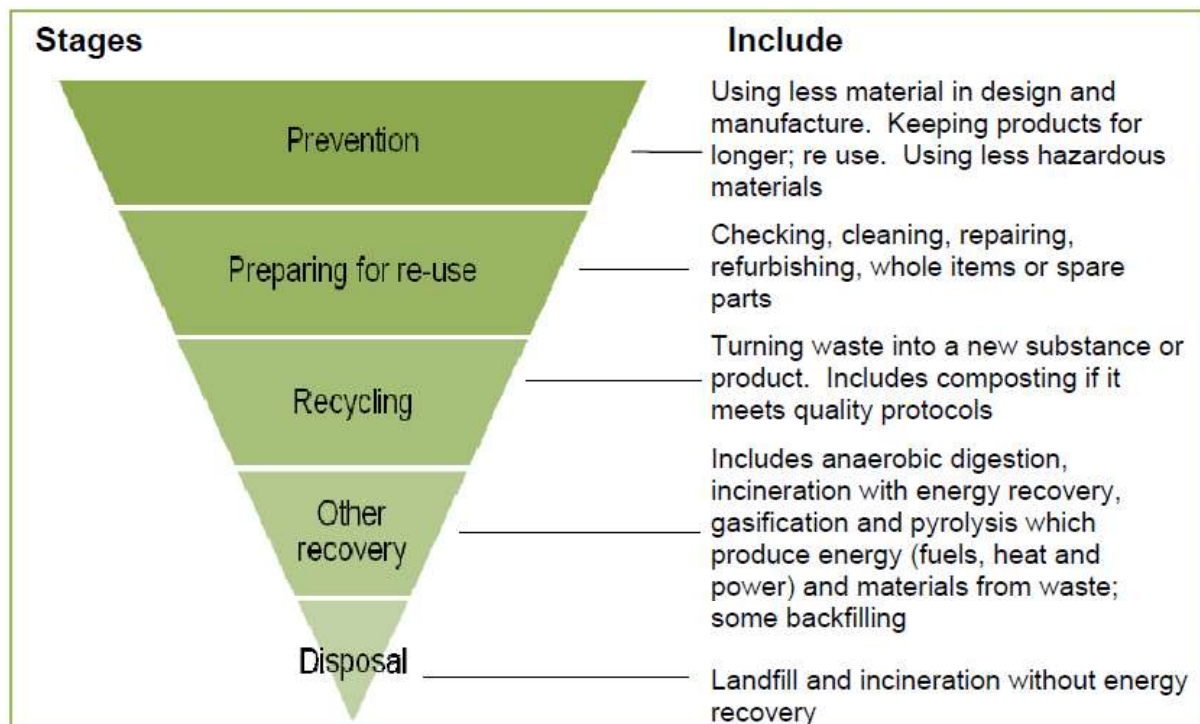 Stages
Include
Prevention
Using less material in design and
manufacture. Keeping products for
longer; re use. Using less hazardous
materials
Preparing for re-use
Checking, cleaning, repairing,
refurbishing, whole items or spare
parts
Recycling
Turning waste into a new substance or
product. Includes composting if it
meets quality protocols
Other
recovery
Includes anaerobic digestion,
incineration with energy recovery,
gasification and pyrolysis which
produce energy (fuels, heat and
power) and materials from waste;
some backfilling
Disposal
Landfill and incineration without energy
recovery